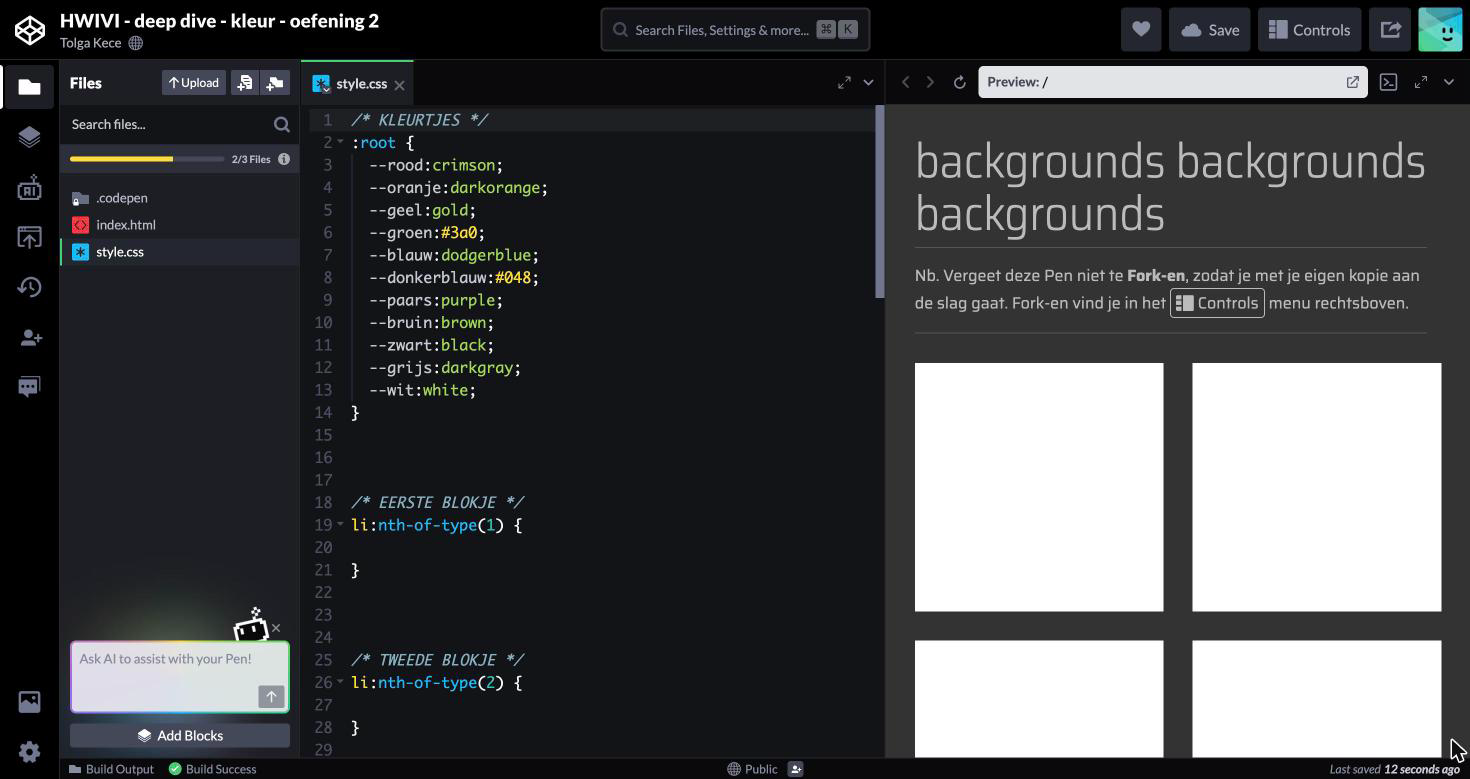 HWIVI - deep dive - kleur - oefening 2
Tolga Kece
Search Files, Settings & more... ⌘ K
Save
Controls
Files
Upload
style.css
Preview: /
Search files...
2/3 Files
.codepen
index.html
style.css
1 /* KLEURTJES */
2 :root {
3 --rood:crimson;
4 --oranje:darkorange;
5 --geel:gold;
6 --groen:#3a0;
7 --blauw:dodgerblue;
8 --donkerblauw:#048;
9 --paars:purple;
10 --bruin:brown;
11 --zwart:black;
12 --grijs:darkgray;
13 --wit:white;
14 }
15
16
17
18 /* EERSTE BLOKJE */
19 li:nth-of-type(1) {
20
21 }
22
23
24
25 /* TWEEDE BLOKJE */
26 li:nth-of-type(2) {
27
28 }
29
backgrounds backgrounds
backgrounds
Nb. Vergeet deze Pen niet te Fork-en, zodat je met je eigen kopie aan
de slag gaat. Fork-en vind je in het Controls menu rechtsboven.
AI
Ask AI to assist with your Pen!
Add Blocks
Build Output
Build Success
Public
Last saved 12 seconds ago